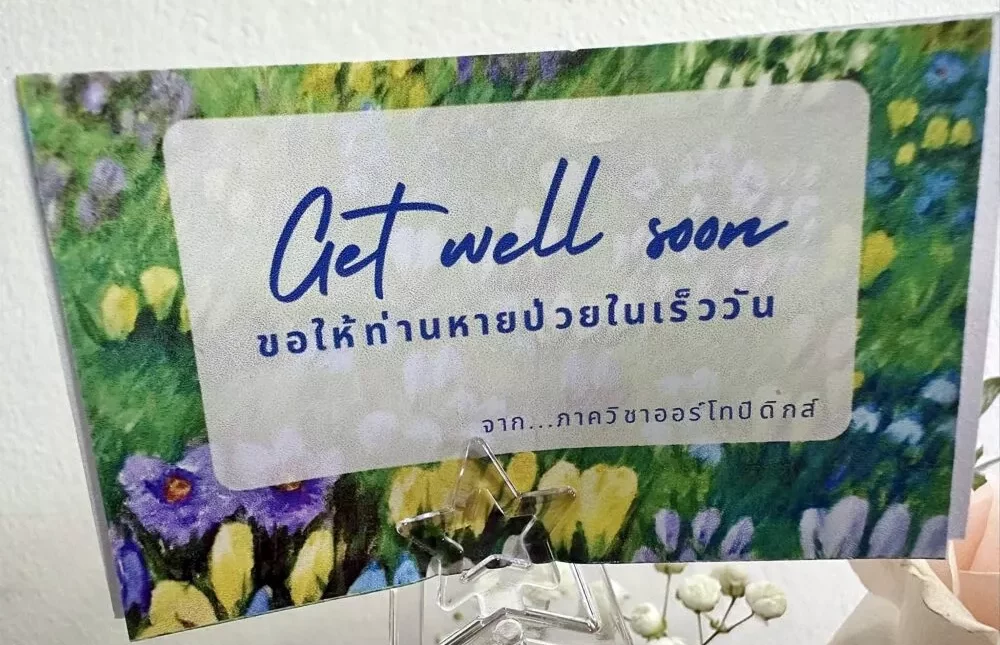 Get well soon
ขอให้ท่านหายป่วยในเร็ววัน
จาก...ภาควิชาออร์โทปิดิกส์